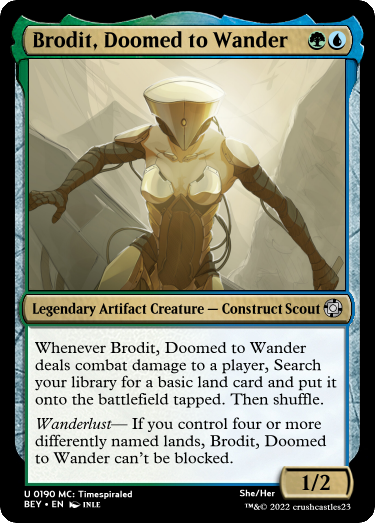 Brodit, Doomed to Wander
Legendary Artifact Creature — Construct Scout
Whenever Brodit, Doomed to Wander
deals combat damage to a player, Search
your library for a basic land card and put it
onto the battlefield tapped. Then shuffle.
Wanderlust— If you control four or more
differently named lands, Brodit, Doomed
to Wander can't be blocked.
1/2
U 0190 MC: Timespiraled
She/Her
BEY • EN INLE
™&© 2022 crushcastles23